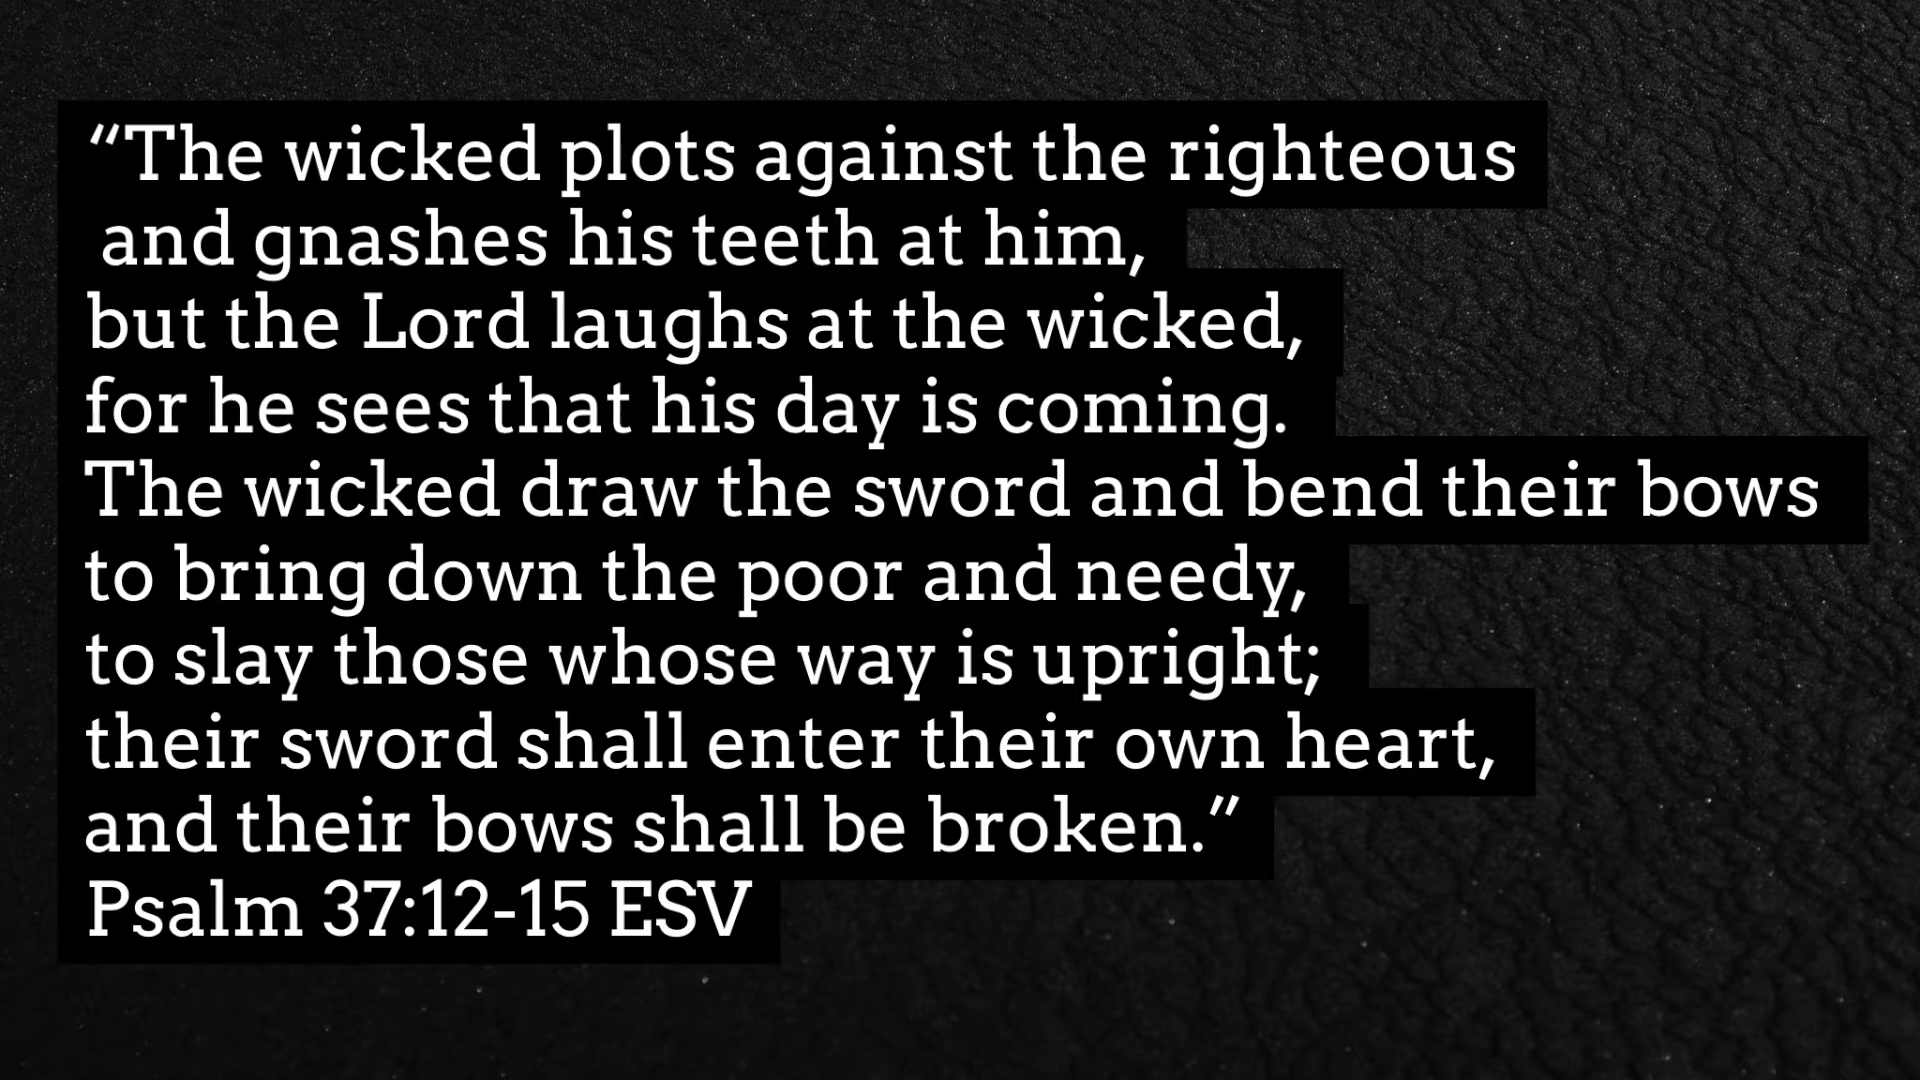 “The wicked plots against the righteous
and gnashes his teeth at him,
but the Lord laughs at the wicked,
for he sees that his day is coming.
The wicked draw the sword and bend their bows
to bring down the poor and needy,
to slay those whose way is upright;
their sword shall enter their own heart,
and their bows shall be broken.”
Psalm 37:12-15 ESV